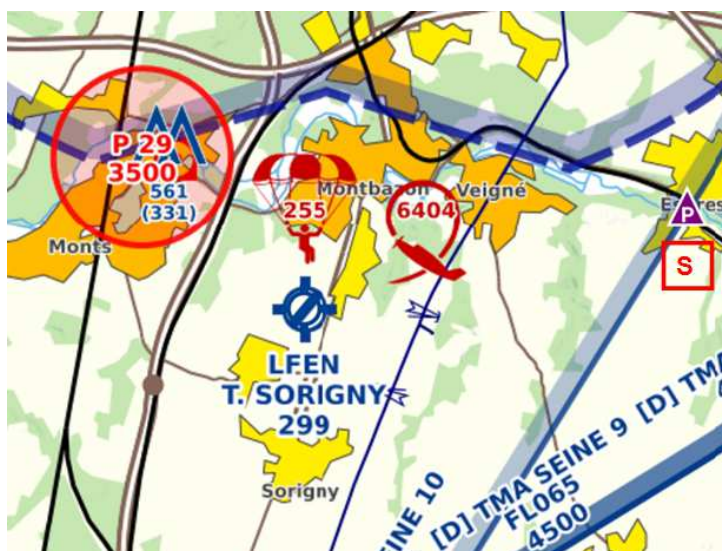 P 29
3500
561
(331)
Monts
255
Montbazon
6404
Veigné
P
S
LFEN
T. SORIGNY
299
Sorigny
INE 10
[D] TMA SEINE 9 [D] TMA
FL065
4500